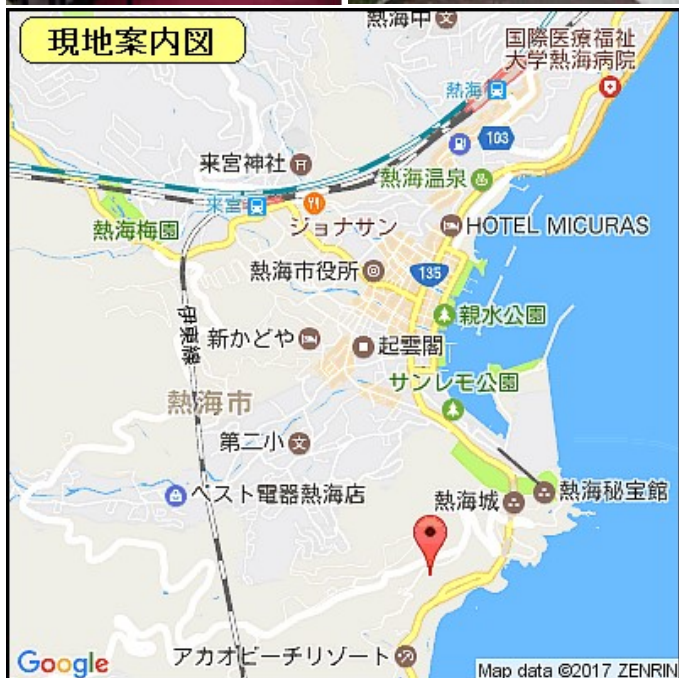 現地案内図
熱海中
国際医療福祉
大学熱海病院
熱海
103
来宮神社
熱海温泉
来宮
ジョナサン
HOTEL MICURAS
熱海梅園
熱海市役所
135
伊東線
親水公園
新かどや
起雲閣
サンレモ公園
熱海市
第二小
ベスト電器熱海店
熱海城
熱海秘宝館
アカオビーチリゾート
Google
Map data ©2017 ZENRIN